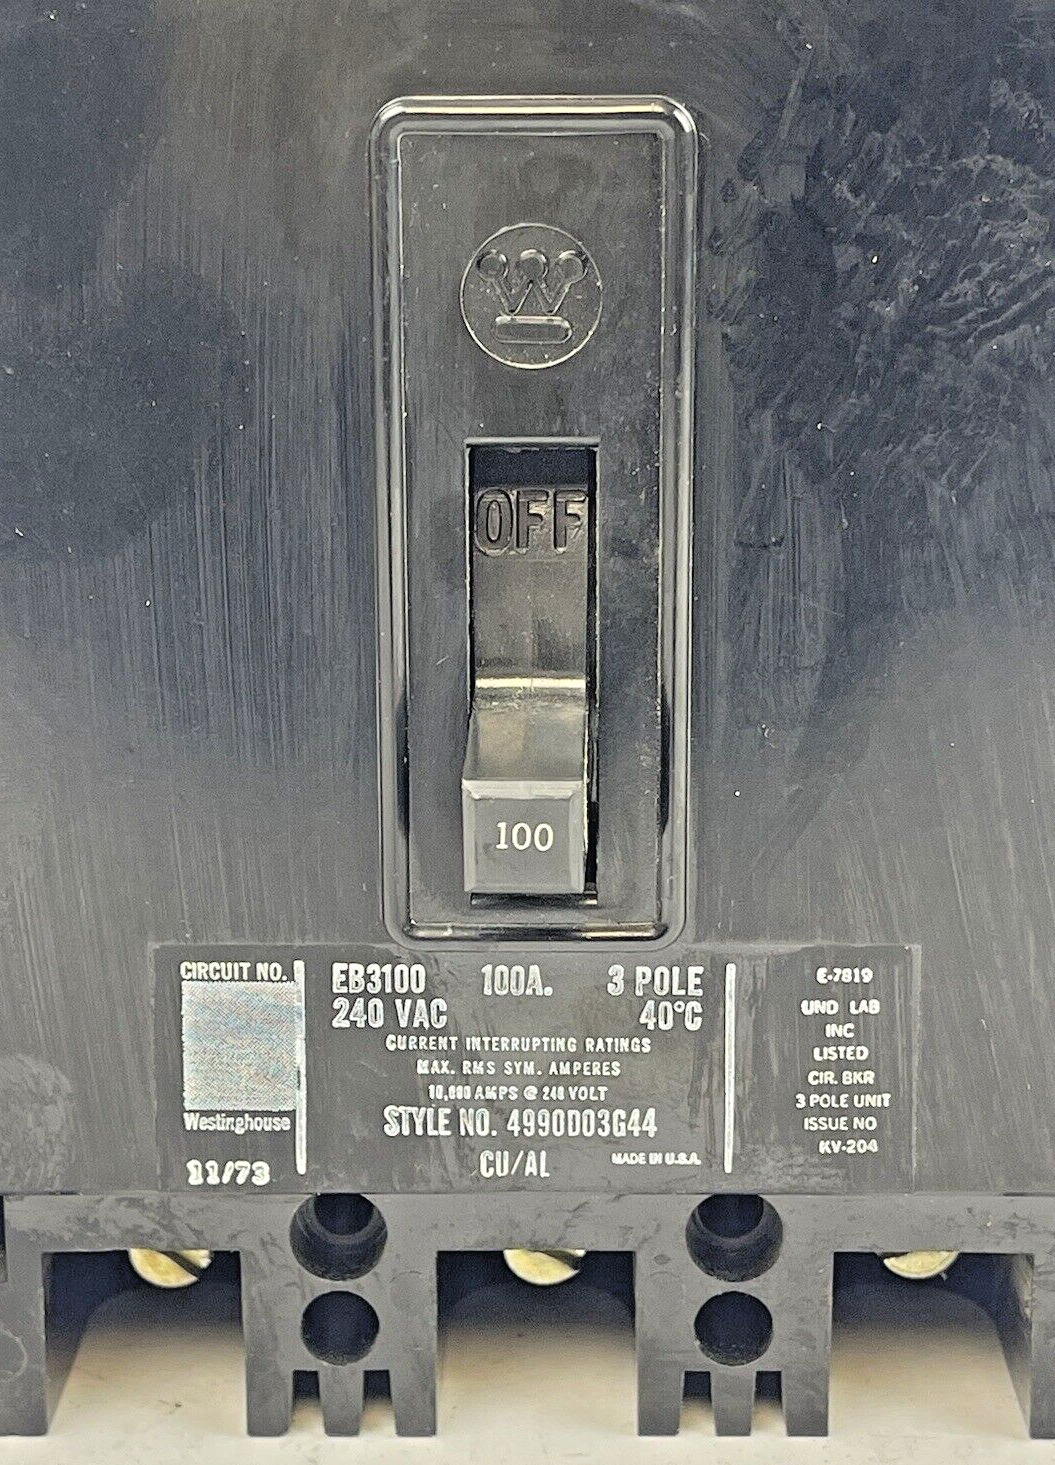 OFF
100
CIRCUIT NO.
Westinghouse
11/73
EB3100 100A. 3 POLE
240 VAC 40°C
CURRENT INTERRUPTING RATINGS
MAX. RMS SYM. AMPERES
10,000 AMPS @ 240 VOLT
STYLE NO. 4990D03G44
CU/AL MADE IN U.S.A.
E-7819
UND LAB
INC
LISTED
CIR. BKR
3 POLE UNIT
ISSUE NO
KV-204